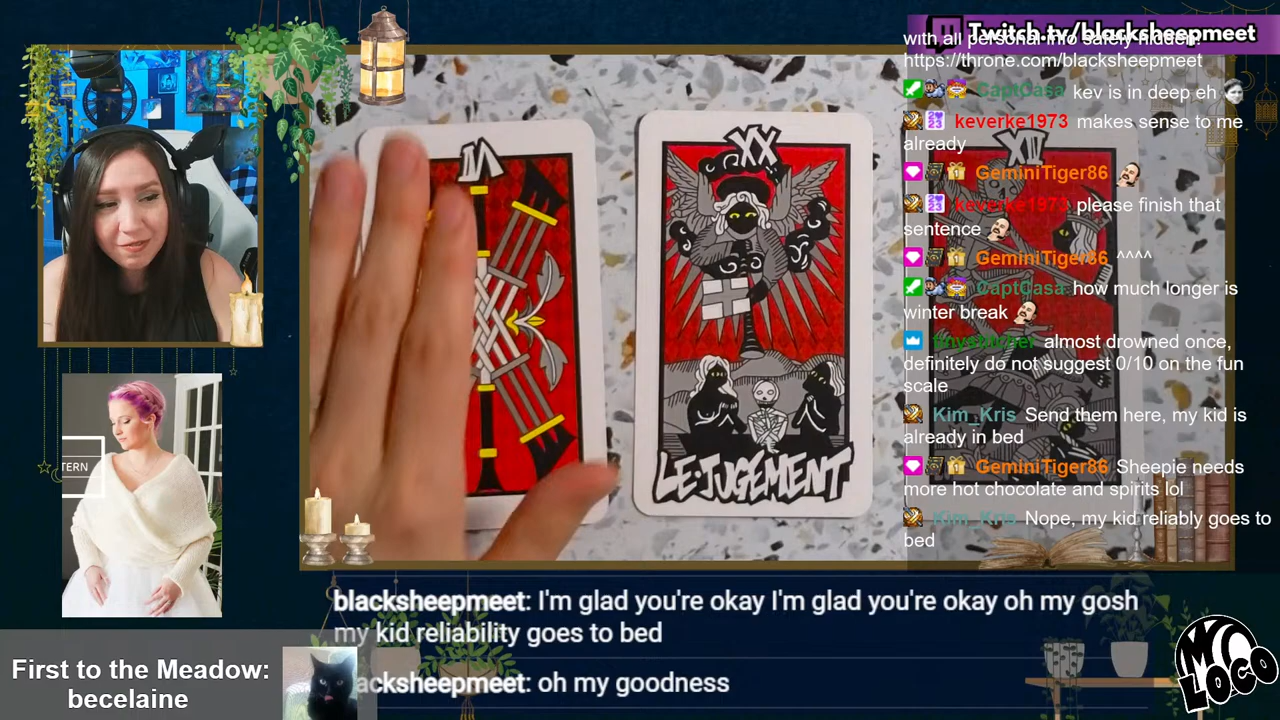 Twitch.tv/blacksheepmeet
with all personal info safely hidden!
https://throne.com/blacksheepmeet
CaptCasa kev is in deep eh
keverke1973 makes sense to me
already
GeminiTiger86
keverke1973 please finish that
sentence
GeminiTiger86 ^^^^
CaptCasa how much longer is
winter break
almost drowned once,
definitely do not suggest 0/10 on the fun
scale
Kim_Kris Send them here, my kid is
already in bed
GeminiTiger86 Sheepie needs
more hot chocolate and spirits lol
Kim_Kris Nope, my kid reliably goes to
bed
VI
XX
LE·JUGEMENT
XII
TERN
blacksheepmeet: I'm glad you're okay I'm glad you're okay oh my gosh
my kid reliability goes to bed
acksheepmeet: oh my goodness
First to the Meadow:
becelaine
MC
LOCO